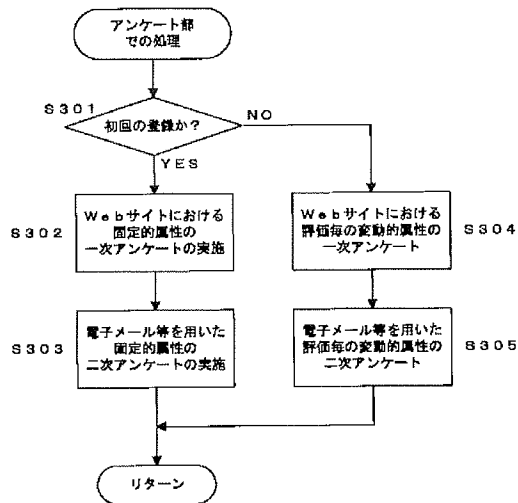 アンケート部
での処理
S301
初回の登録か？
NO
YES
S302
Webサイトにおける
固定的属性の
一次アンケートの実施
Webサイトにおける
評価毎の変動的属性の
一次アンケート
S304
S303
電子メール等を用いた
固定的属性の
二次アンケートの実施
電子メール等を用いた
評価毎の変動的属性の
二次アンケート
S305
リターン